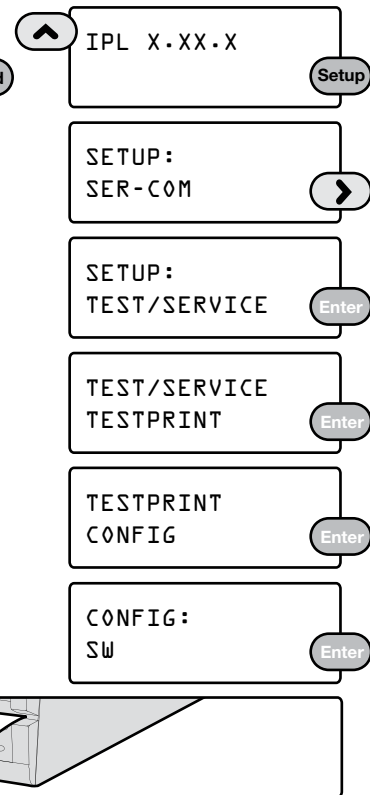 IPL X.XX.X
Setup
SETUP:
SER-COM
SETUP:
TEST/SERVICE
Enter
TEST/SERVICE
TESTPRINT
Enter
TESTPRINT
CONFIG
Enter
CONFIG:
SW
Enter